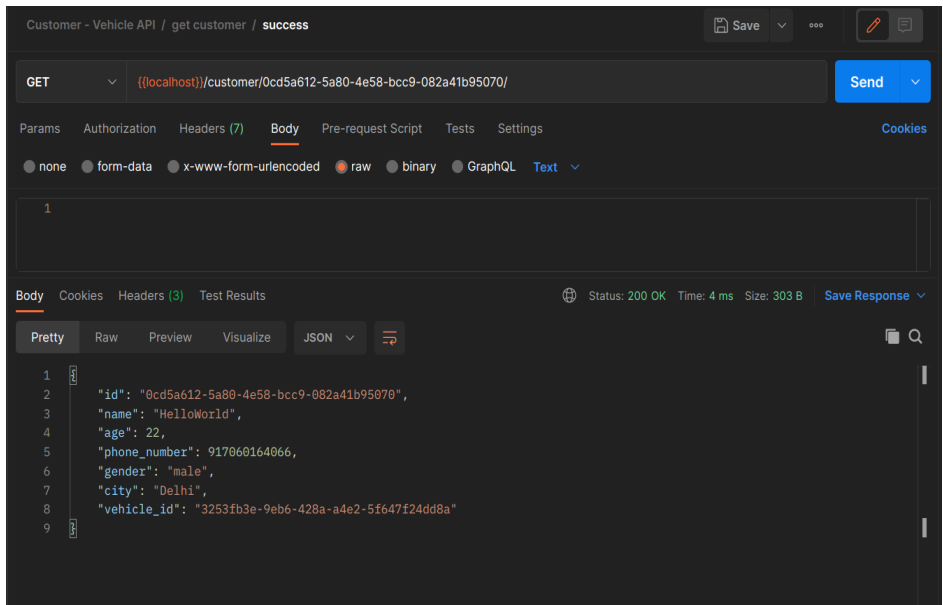 Customer - Vehicle API / get customer / success
Save
GET {{localhost}}/customer/0cd5a612-5a80-4e58-bcc9-082a41b95070/ Send
Params Authorization Headers (7) Body Pre-request Script Tests Settings Cookies
none form-data x-www-form-urlencoded raw binary GraphQL Text
1
Body Cookies Headers (3) Test Results Status: 200 OK Time: 4 ms Size: 303 B Save Response
Pretty Raw Preview Visualize JSON
1 {
2 "id": "0cd5a612-5a80-4e58-bcc9-082a41b95070",
3 "name": "HelloWorld",
4 "age": 22,
5 "phone_number": 917060164066,
6 "gender": "male",
7 "city": "Delhi",
8 "vehicle_id": "3253fb3e-9eb6-428a-a4e2-5f647f24dd8a"
9 }